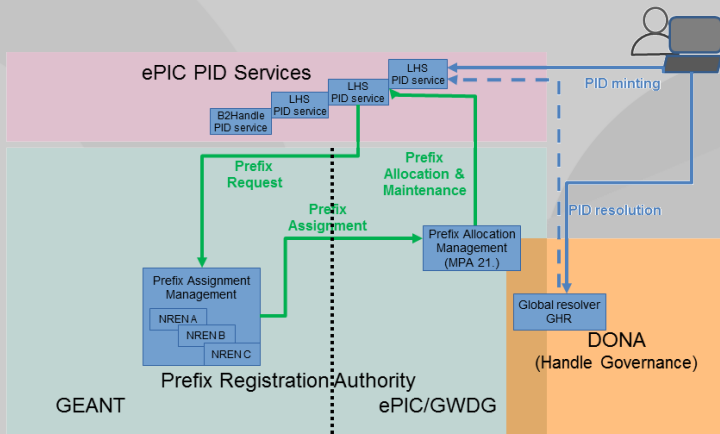 ePIC PID Services
LHS
PID service
LHS
PID service
LHS
PID service
B2Handle
PID service
PID minting
Prefix
Request
Prefix
Allocation &
Maintenance
Prefix
Assignment
PID resolution
Prefix Allocation
Management
(MPA 21.)
Prefix Assignment
Management
NREN A
NREN B
NREN C
Global resolver
GHR
DONA
(Handle Governance)
Prefix Registration Authority
GEANT
ePIC/GWDG